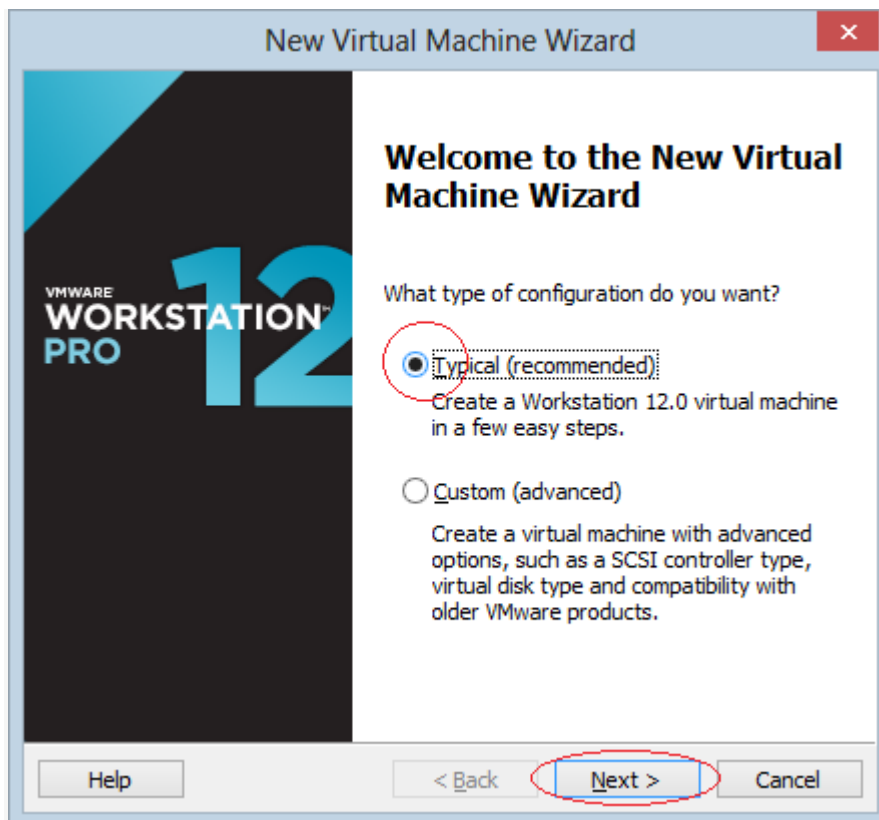 New Virtual Machine Wizard
Welcome to the New Virtual
Machine Wizard
VMWARE
WORKSTATION™
PRO
12
What type of configuration do you want?
Typical (recommended)
Create a Workstation 12.0 virtual machine
in a few easy steps.
Custom (advanced)
Create a virtual machine with advanced
options, such as a SCSI controller type,
virtual disk type and compatibility with
older VMware products.
Help
< Back
Next >
Cancel